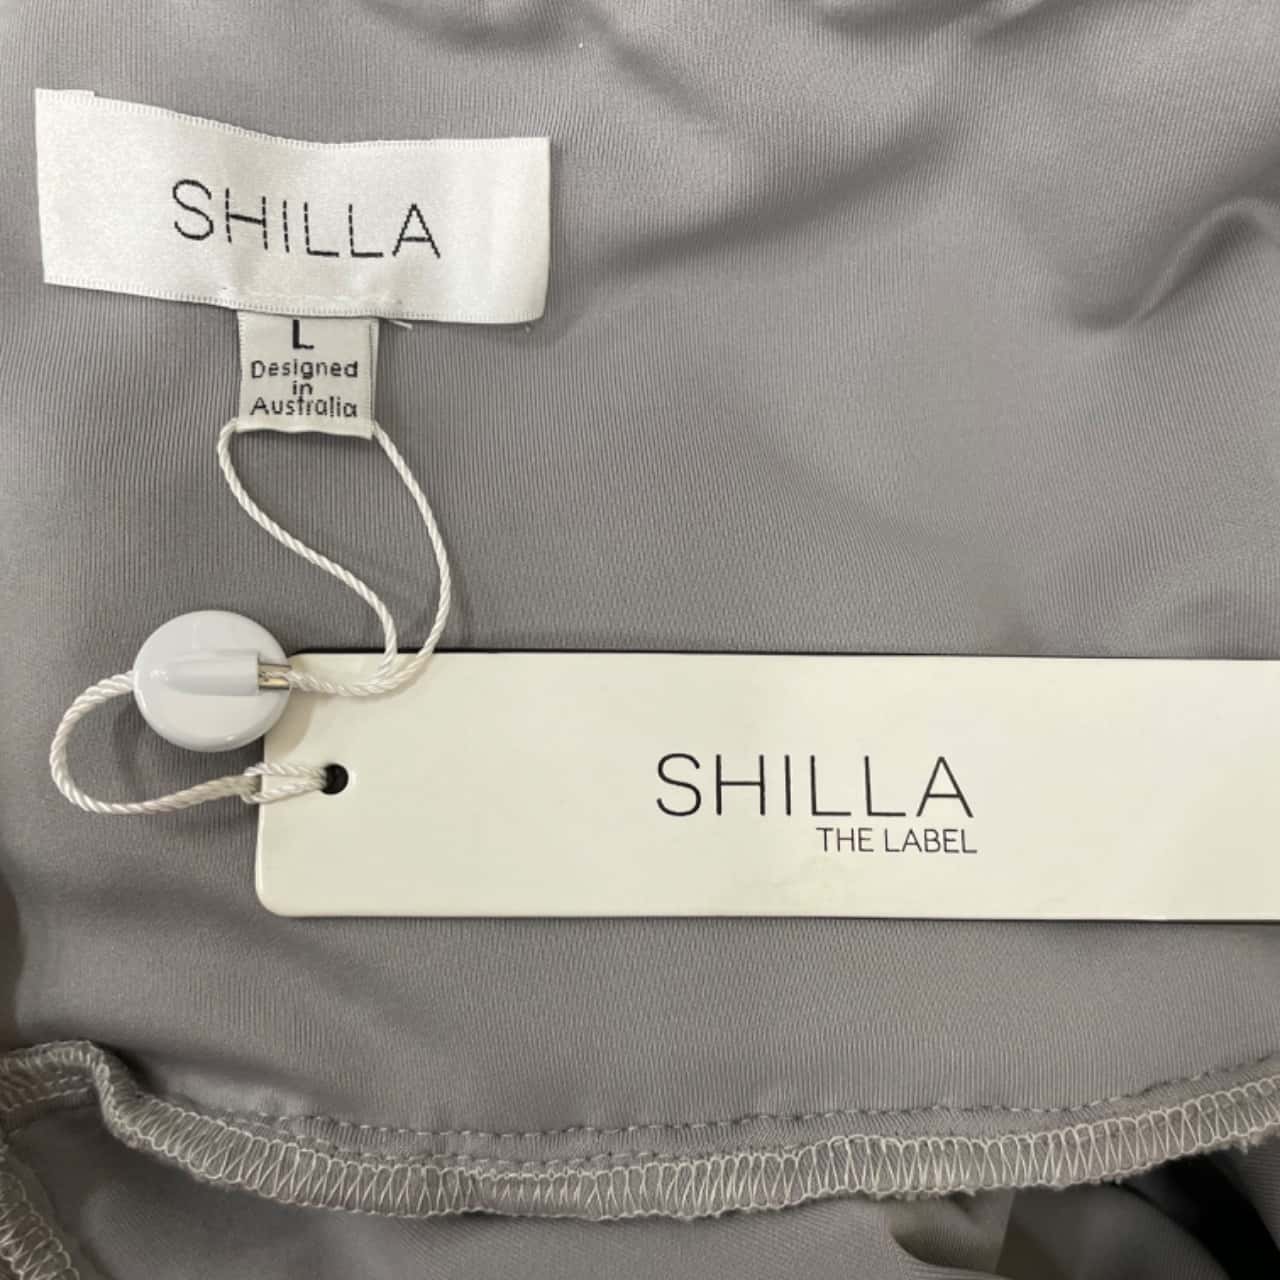 SHILLA
L
Designed
in
Australia
SHILLA
THE LABEL